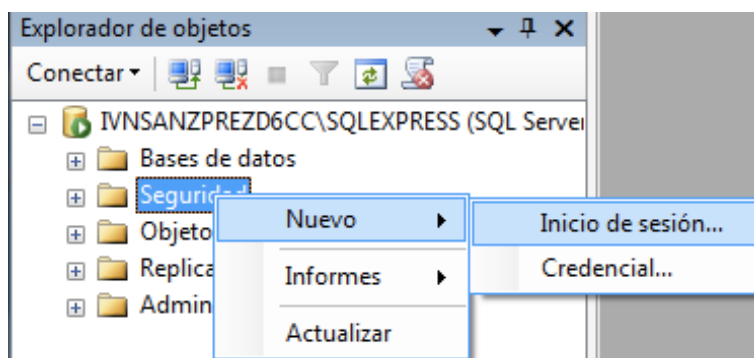 Explorador de objetos
Conectar
IVNSANZPREZD6CC\SQLEXPRESS (SQL Server
Bases de datos
Seguridad
Nuevo
Inicio de sesión...
Objeto
Replica
Informes
Credencial...
Admin
Actualizar